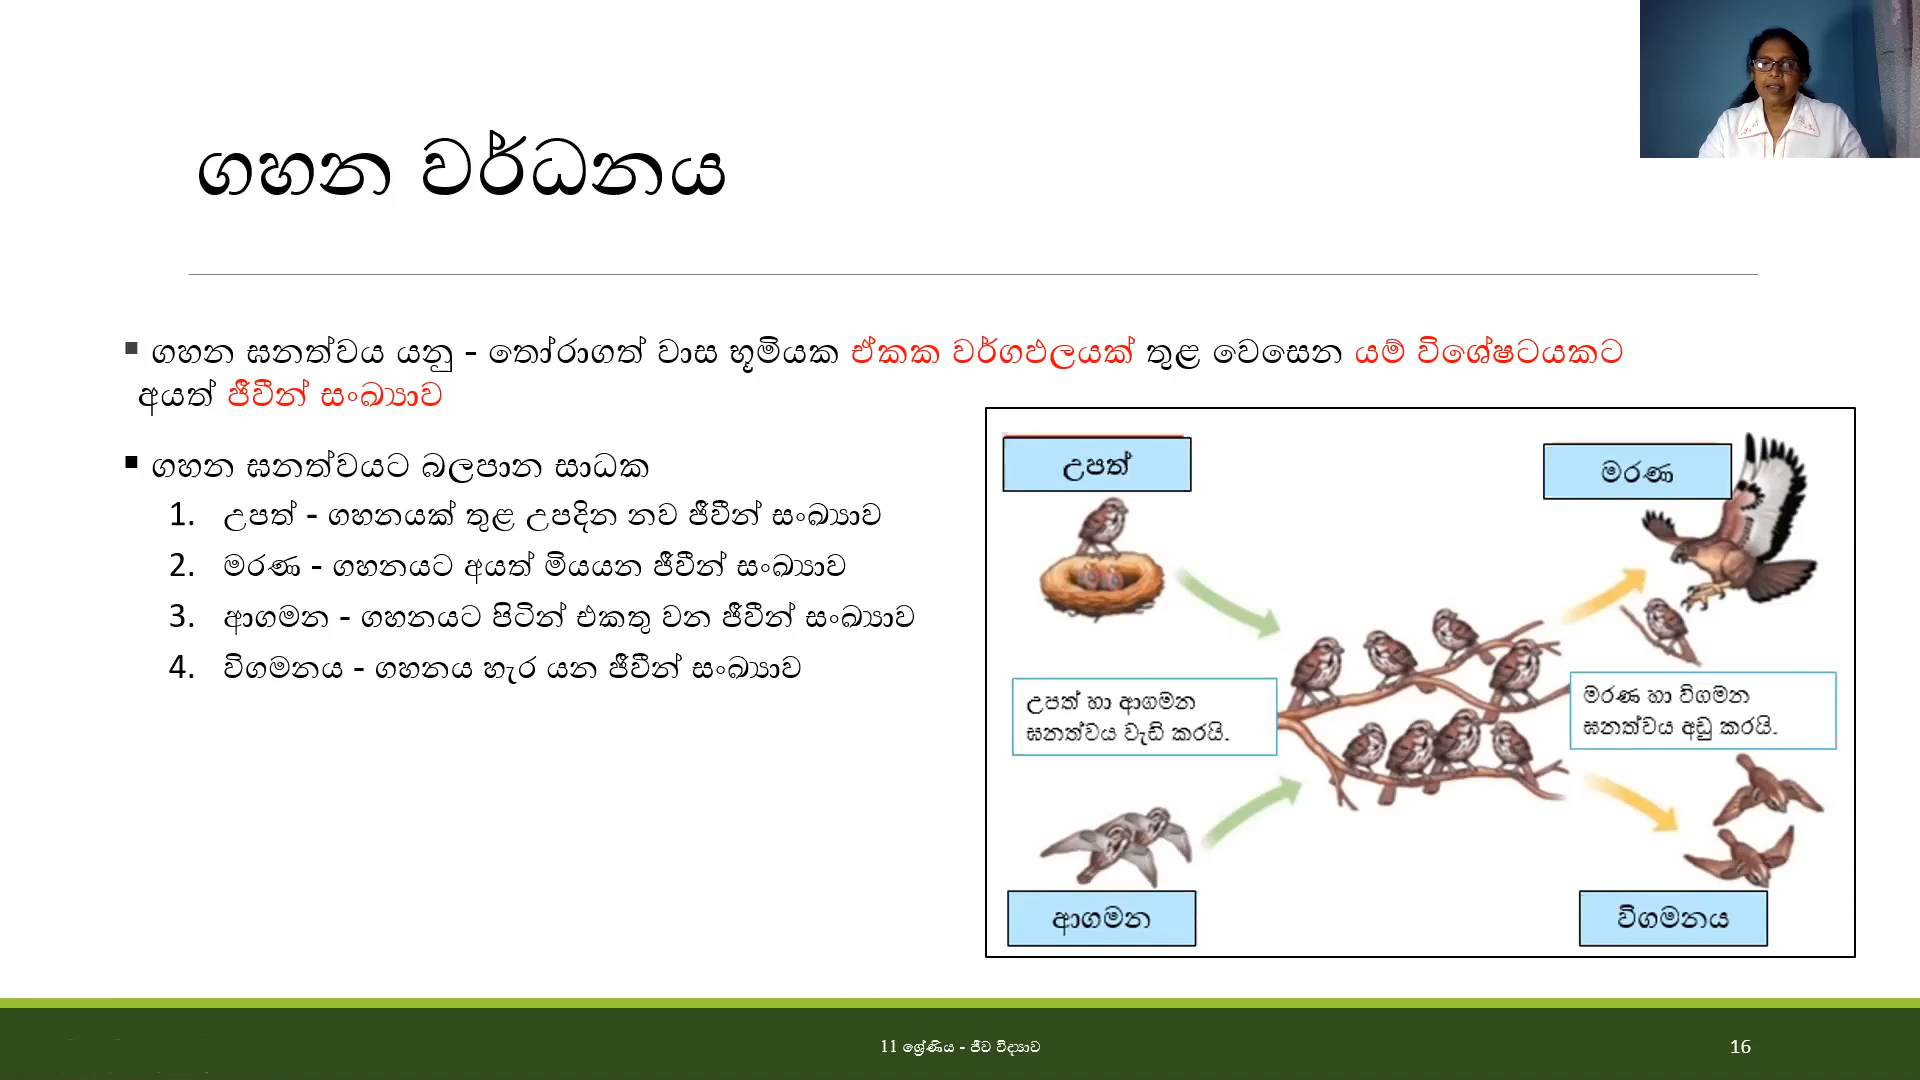 ගහන වර්ධනය
▪ ගහන ඝනත්වය යනු - තෝරාගත් වාස භූමියක ඒකක වර්ගඵලයක් තුළ වෙසෙන යම් විශේෂටයකට
අයත් ජීවීන් සංඛ්‍යාව
▪ ගහන ඝනත්වයට බලපාන සාධක
1. උපත් - ගහනයක් තුළ උපදින නව ජීවීන් සංඛ්‍යාව
2. මරණ - ගහනයට අයත් මියයන ජීවීන් සංඛ්‍යාව
3. ආගමන - ගහනයට පිටින් එකතු වන ජීවීන් සංඛ්‍යාව
4. විගමනය - ගහනය හැර යන ජීවීන් සංඛ්‍යාව
උපත්
මරණ
උපත් හා ආගමන
ඝනත්වය වැඩි කරයි.
මරණ හා විගමන
ඝනත්වය අඩු කරයි.
ආගමන
විගමනය
11 ශ්‍රේණිය - ජීව විද්‍යාව
16